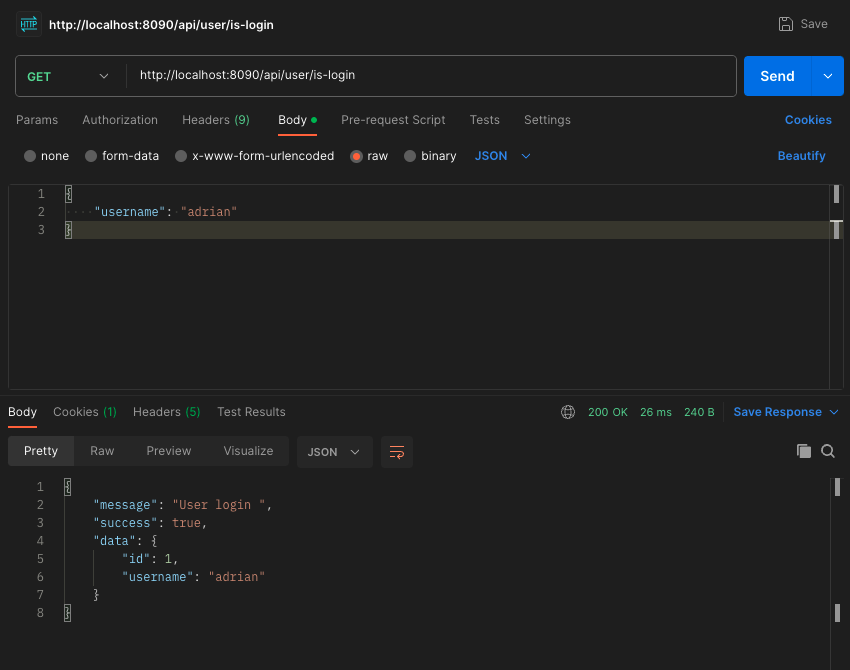 HTTP http://localhost:8090/api/user/is-login Save
GET http://localhost:8090/api/user/is-login Send
Params Authorization Headers (9) Body Pre-request Script Tests Settings Cookies
none form-data x-www-form-urlencoded raw binary JSON Beautify
1 {
2 "username": "adrian"
3 }
Body Cookies (1) Headers (5) Test Results 200 OK 26 ms 240 B Save Response
Pretty Raw Preview Visualize JSON
1 {
2 "message": "User login ",
3 "success": true,
4 "data": {
5 "id": 1,
6 "username": "adrian"
7 }
8 }